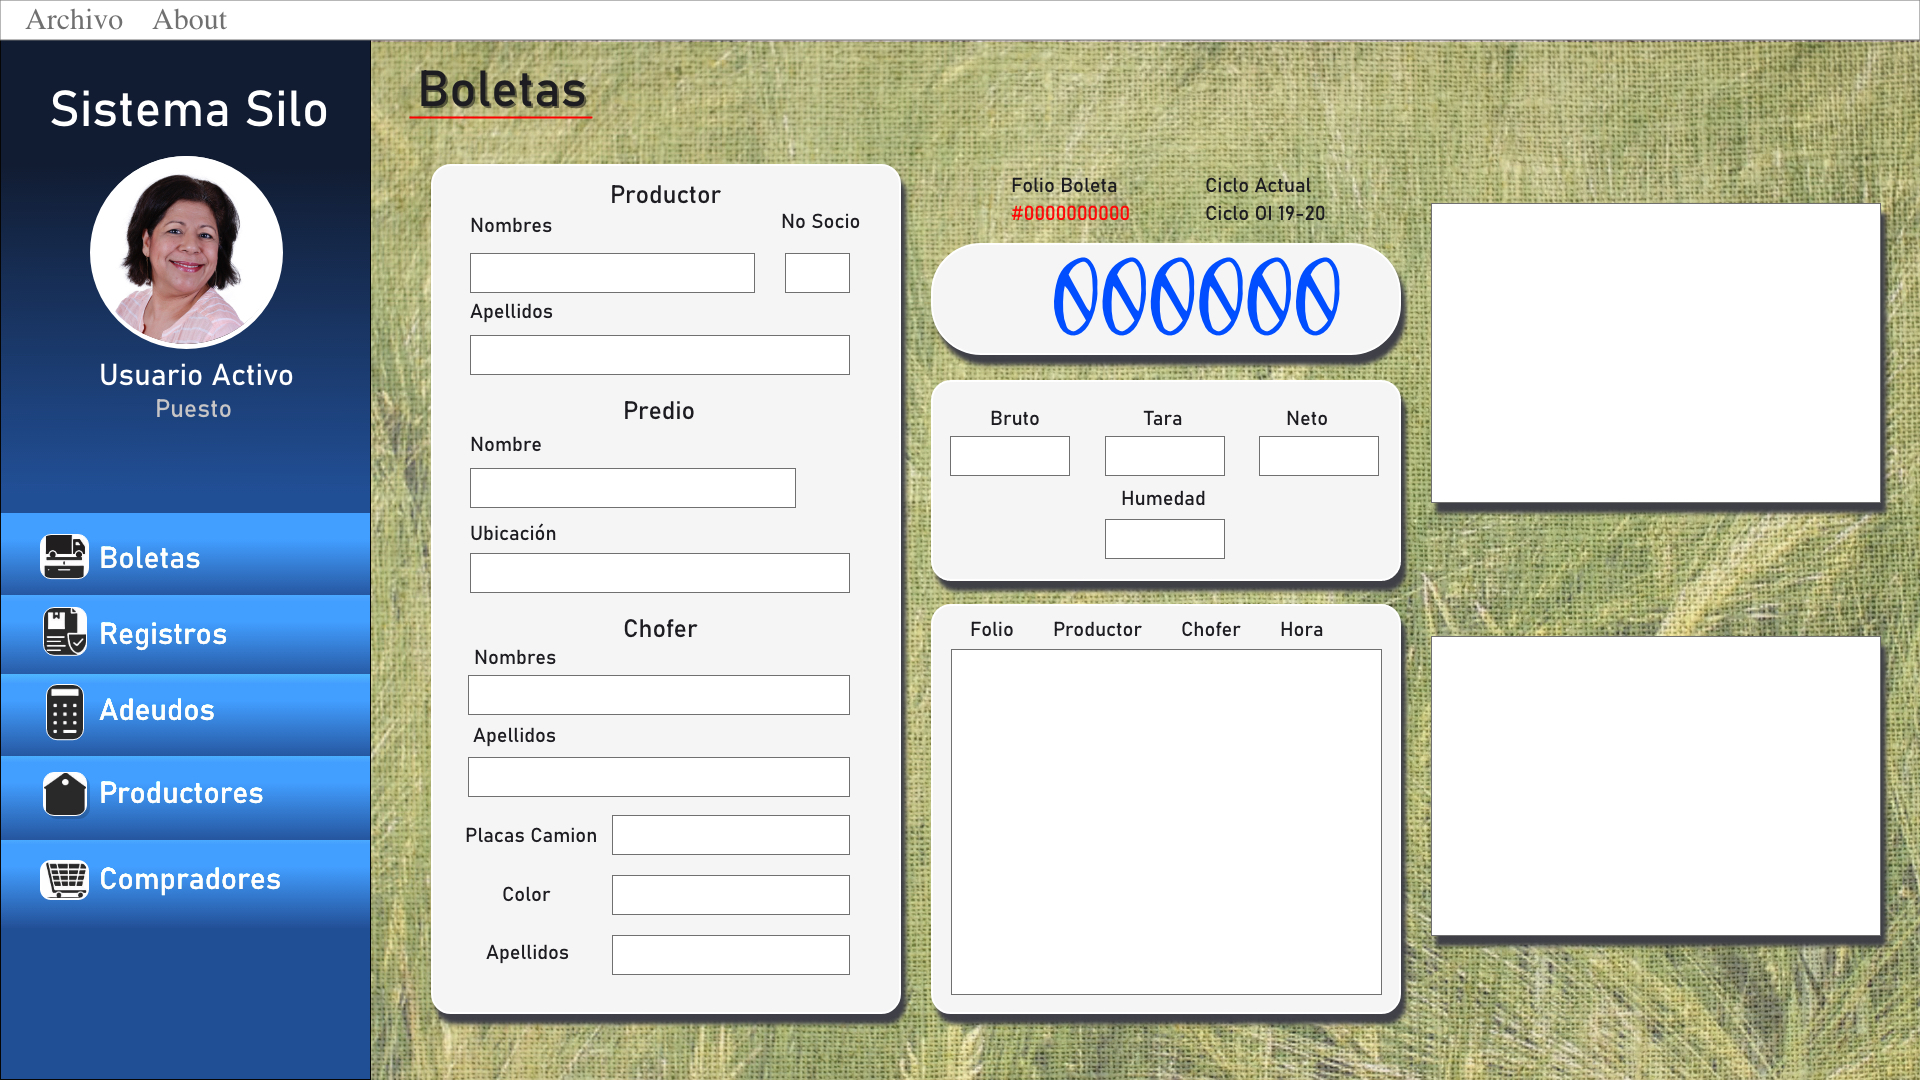 Archivo About
Sistema Silo
Usuario Activo
Puesto
Boletas
Registros
Adeudos
Productores
Compradores
Boletas
Productor
Nombres
No Socio
Apellidos
Predio
Nombre
Ubicación
Chofer
Nombres
Apellidos
Placas Camion
Color
Apellidos
Folio Boleta
#0000000000
Ciclo Actual
Ciclo OI 19-20
000000
Bruto Tara Neto
Humedad
Folio Productor Chofer Hora